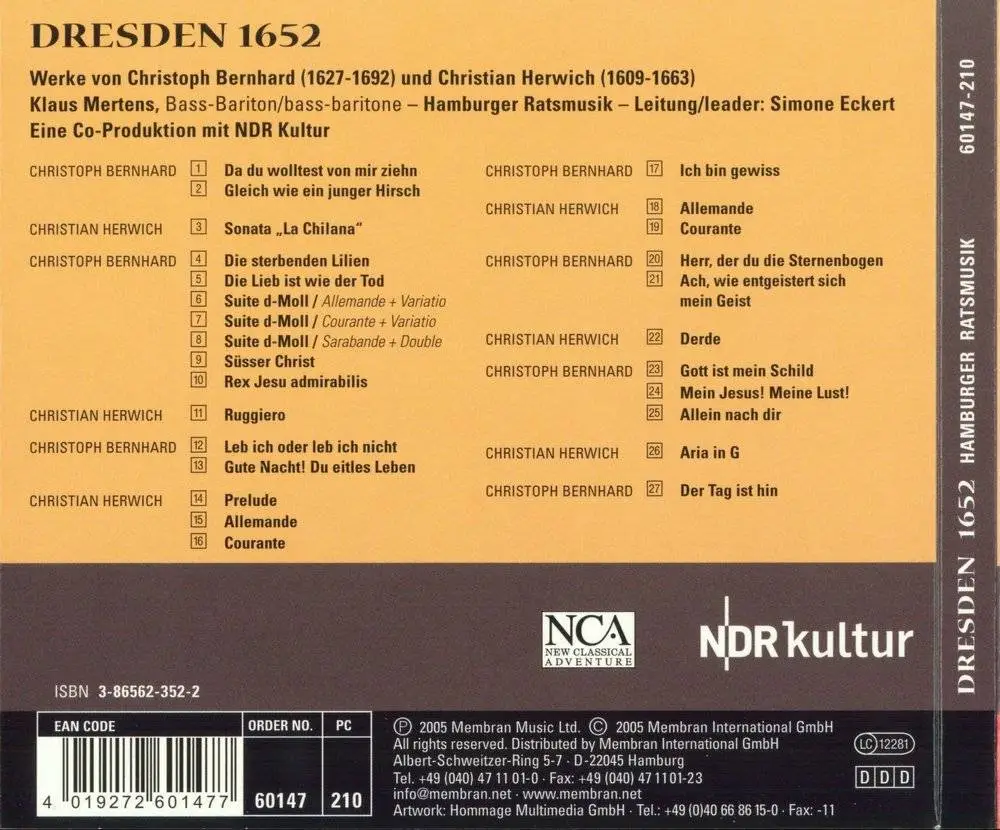 DRESDEN 1652
Werke von Christoph Bernhard (1627-1692) und Christian Herwich (1609-1663)
Klaus Mertens, Bass-Bariton/bass-baritone – Hamburger Ratsmusik – Leitung/leader: Simone Eckert
Eine Co-Produktion mit NDR Kultur
CHRISTOPH BERNHARD 1 Da du wolltest von mir ziehn
2 Gleich wie ein junger Hirsch
CHRISTIAN HERWICH 3 Sonata „La Chilana“
CHRISTOPH BERNHARD 4 Die sterbenden Lilien
5 Die Lieb ist wie der Tod
6 Suite d-Moll / Allemande + Variatio
7 Suite d-Moll / Courante + Variatio
8 Suite d-Moll / Sarabande + Double
9 Süsser Christ
10 Rex Jesu admirabilis
CHRISTIAN HERWICH 11 Ruggiero
CHRISTOPH BERNHARD 12 Leb ich oder leb ich nicht
13 Gute Nacht! Du eitles Leben
CHRISTIAN HERWICH 14 Prelude
15 Allemande
16 Courante
CHRISTOPH BERNHARD 17 Ich bin gewiss
CHRISTIAN HERWICH 18 Allemande
19 Courante
CHRISTOPH BERNHARD 20 Herr, der du die Sternenbogen
21 Ach, wie entgeistert sich
mein Geist
CHRISTIAN HERWICH 22 Derde
CHRISTOPH BERNHARD 23 Gott ist mein Schild
24 Mein Jesus! Meine Lust!
25 Allein nach dir
CHRISTIAN HERWICH 26 Aria in G
CHRISTOPH BERNHARD 27 Der Tag ist hin
NCA
NEW CLASSICAL
ADVENTURE
NDR kultur
ISBN 3-86562-352-2
EAN CODE ORDER NO. PC
4 019272 601477 60147 210
Ⓟ 2005 Membran Music Ltd. © 2005 Membran International GmbH
All rights reserved. Distributed by Membran International GmbH
Albert-Schweitzer-Ring 5-7 · D-22045 Hamburg
Tel. +49 (040) 47 11 01-0 · Fax: +49 (040) 47 11 01-23
info@membran.net · www.membran.net
Artwork: Hommage Multimedia GmbH · Tel.: +49 (0)40 66 86 15-0 · Fax: -11
LC 12281
D D D
DRESDEN 1652 HAMBURGER RATSMUSIK 60147-210